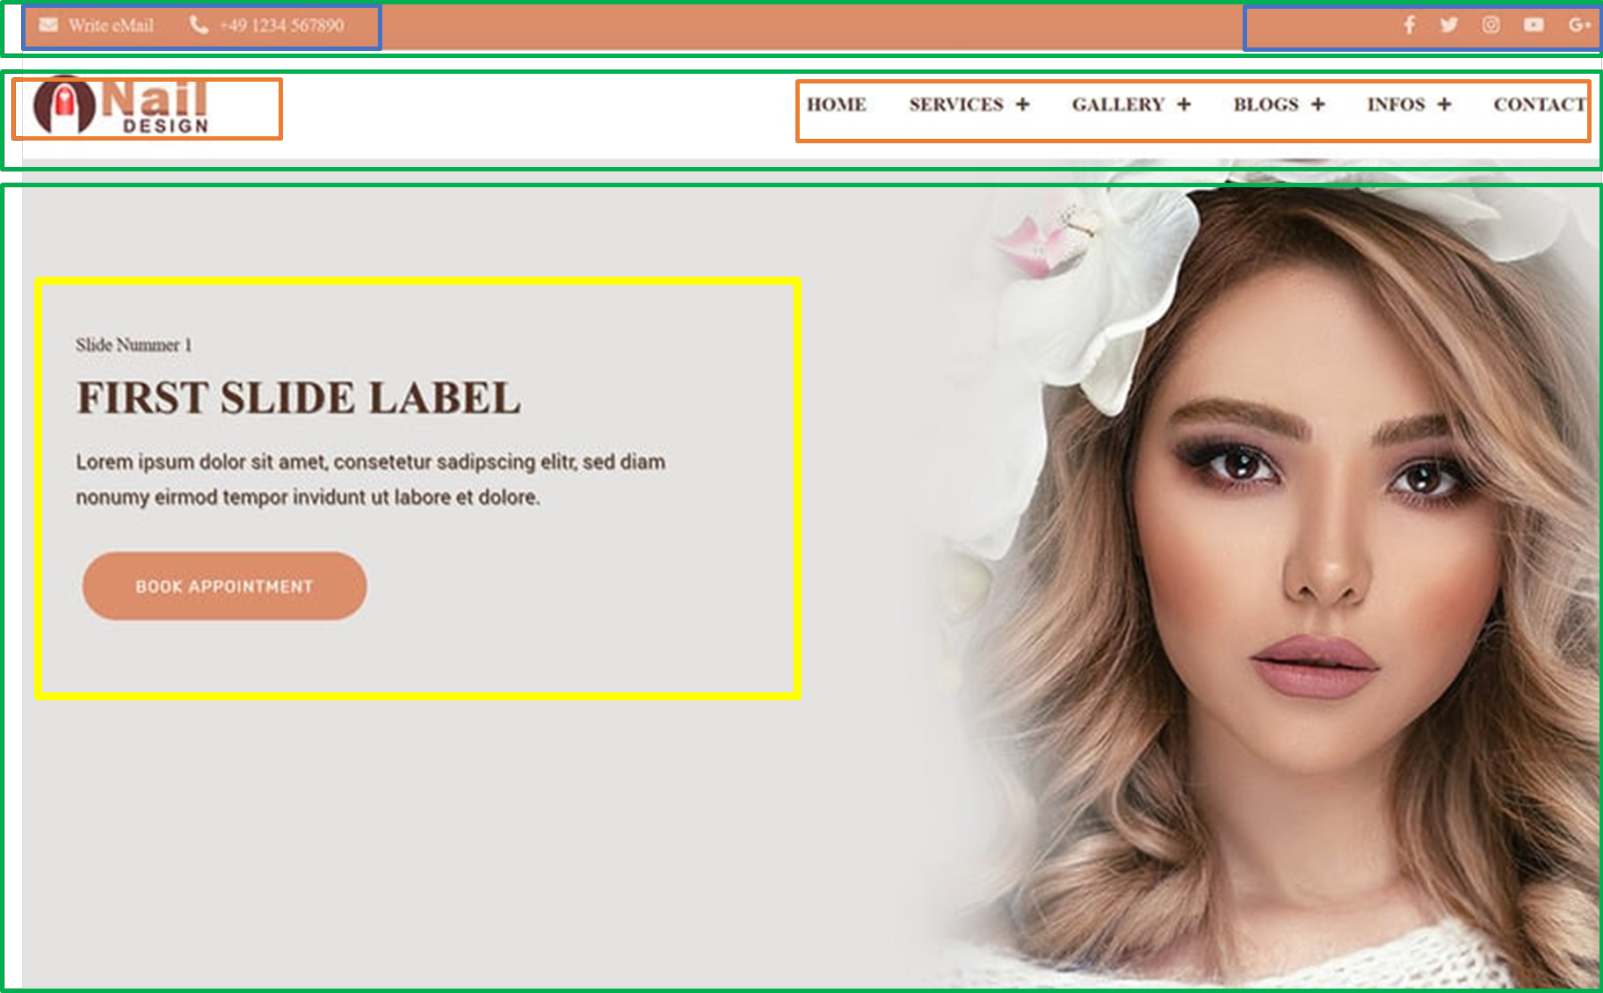 Write eMail +49 1234 567890
Nail
DESIGN
HOME SERVICES + GALLERY + BLOGS + INFOS + CONTACT
Slide Nummer 1
FIRST SLIDE LABEL
Lorem ipsum dolor sit amet, consetetur sadipscing elitr, sed diam
nonumy eirmod tempor invidunt ut labore et dolore.
BOOK APPOINTMENT